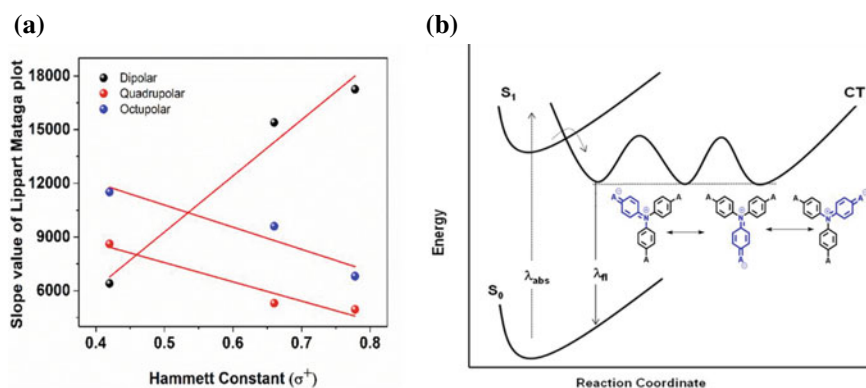 (a)
18000
15000
12000
9000
6000
0.4 0.5 0.6 0.7 0.8
Slope value of Lippart Mataga plot
Hammett Constant (σ⁺)
Dipolar
Quadrupolar
Octupolar
(b)
Energy
Reaction Coordinate
S₁
CT
S₀
λabs
λfl
A A A
N
A A A
N
A A A
N